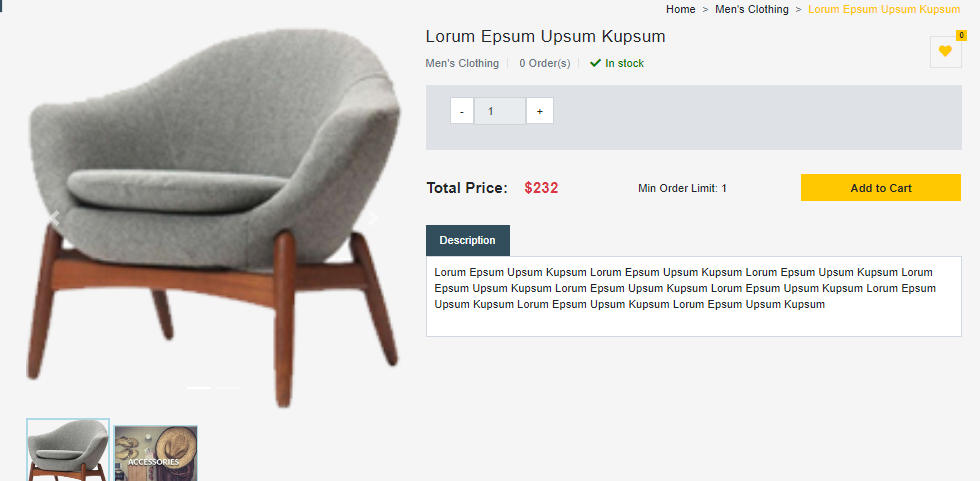 Home > Men's Clothing > Lorum Epsum Upsum Kupsum
Lorum Epsum Upsum Kupsum
0
Men's Clothing 0 Order(s) In stock
- 1 +
Total Price: $232 Min Order Limit: 1 Add to Cart
Description
Lorum Epsum Upsum Kupsum Lorum Epsum Upsum Kupsum Lorum Epsum Upsum Kupsum Lorum
Epsum Upsum Kupsum Lorum Epsum Upsum Kupsum Lorum Epsum Upsum Kupsum Lorum Epsum
Upsum Kupsum Lorum Epsum Upsum Kupsum Lorum Epsum Upsum Kupsum
ACCESSORIES